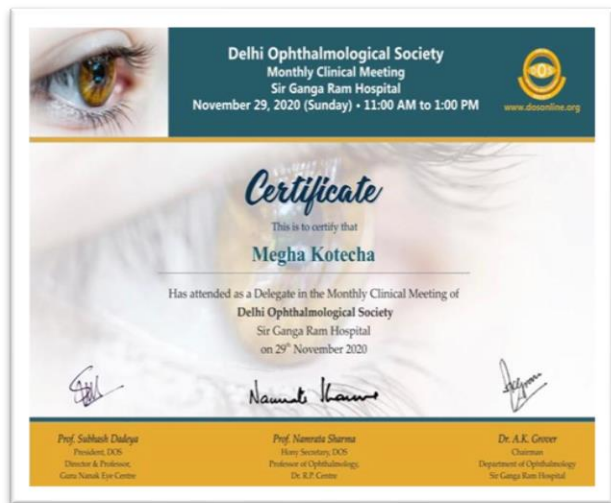 Delhi Ophthalmological Society
Monthly Clinical Meeting
Sir Ganga Ram Hospital
November 29, 2020 (Sunday) • 11:00 AM to 1:00 PM
DOS
www.dosonline.org
Certificate
This is to certify that
Megha Kotecha
Has attended as a Delegate in the Monthly Clinical Meeting of
Delhi Ophthalmological Society
Sir Ganga Ram Hospital
on 29th November 2020
Namrata Sharma
Prof. Subhash Dadeya
President, DOS
Director & Professor,
Guru Nanak Eye Centre
Prof. Namrata Sharma
Hony Secretary, DOS
Professor of Ophthalmology,
Dr. R.P. Centre
Dr. A.K. Grover
Chairman
Department of Ophthalmology
Sir Ganga Ram Hospital